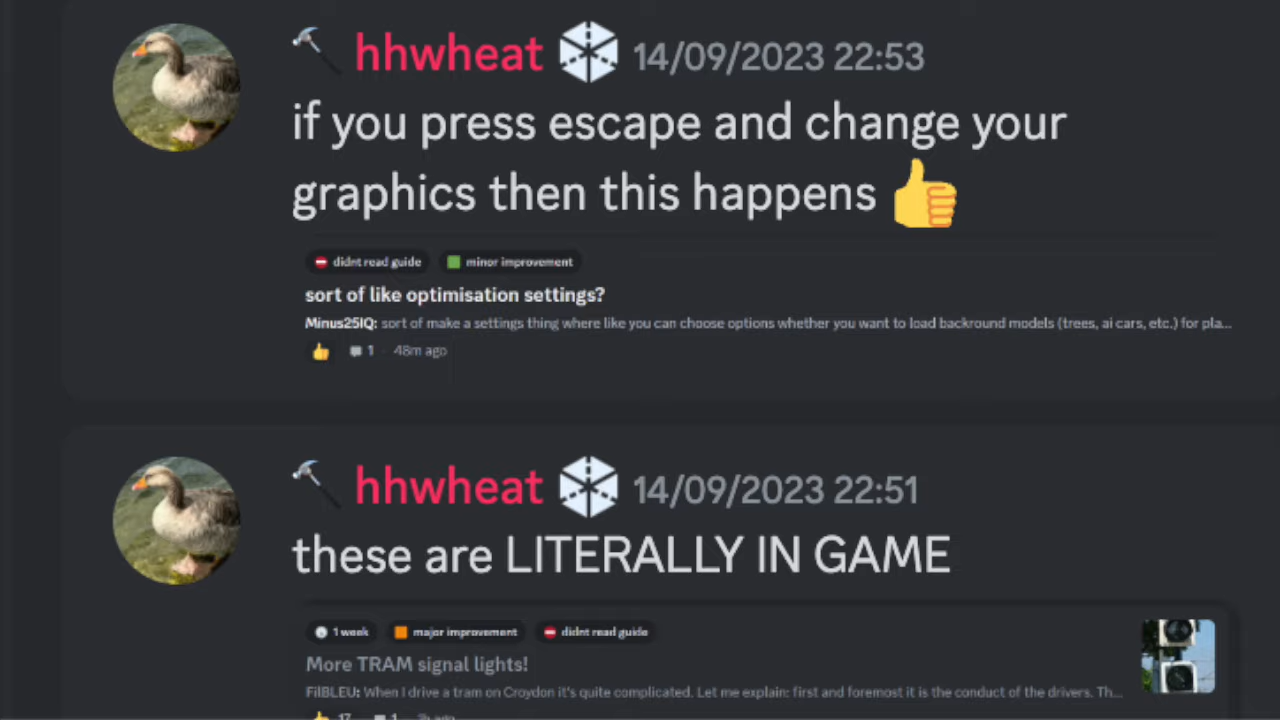 hhwheat 14/09/2023 22:53
if you press escape and change your
graphics then this happens 👍
didnt read guide minor improvement
sort of like optimisation settings?
Minus25IQ: sort of make a settings thing where like you can choose options whether you want to load backround models (trees, ai cars, etc.) for pla...
1 48m ago
hhwheat 14/09/2023 22:51
these are LITERALLY IN GAME
1 week major improvement didnt read guide
More TRAM signal lights!
FilBLEU: When I drive a tram on Croydon it's quite complicated. Let me explain: first and foremost it is the conduct of the drivers. Th...
17 1